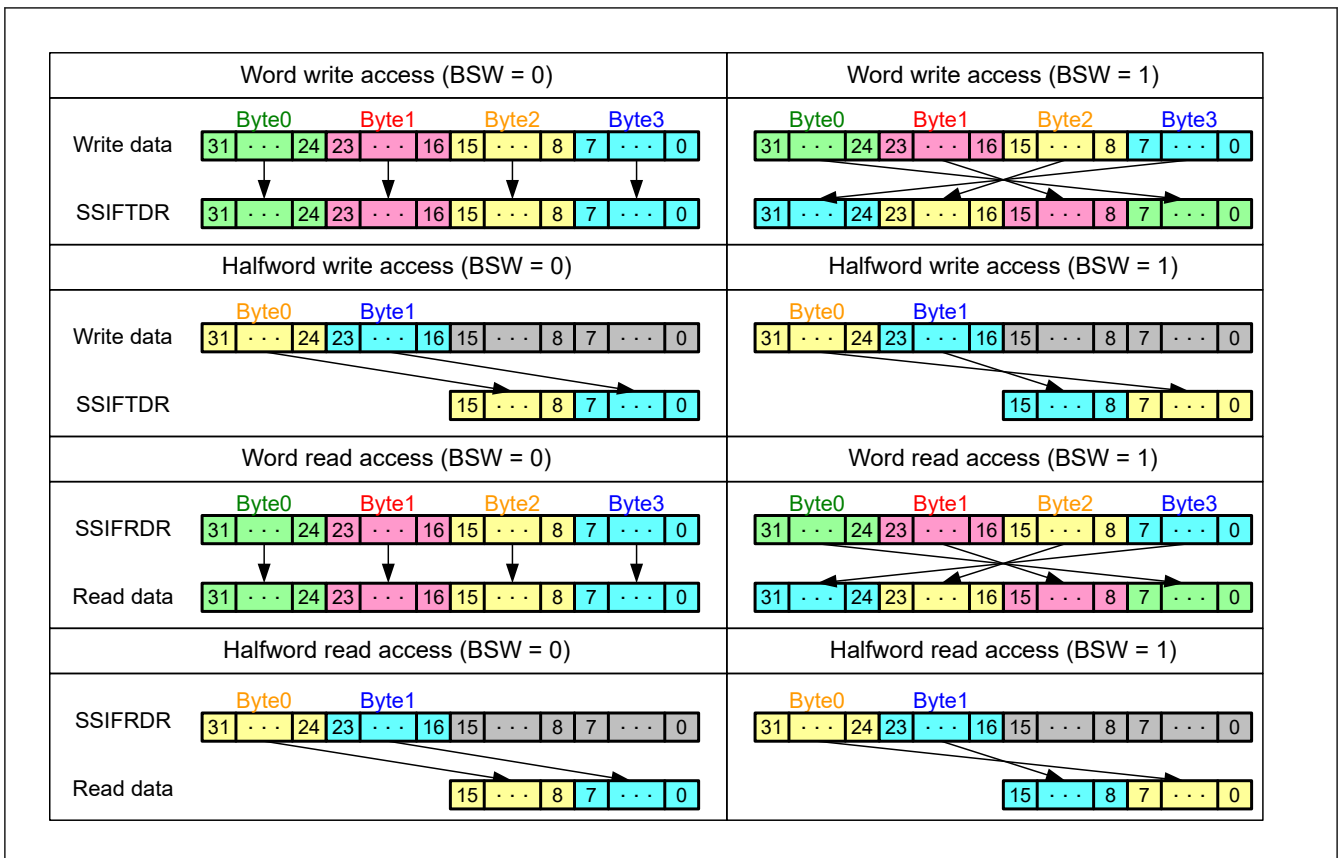 Word write access (BSW = 0) Word write access (BSW = 1)
Byte0 Byte1 Byte2 Byte3 Byte0 Byte1 Byte2 Byte3
Write data 31 · · · 24 23 · · · 16 15 · · · 8 7 · · · 0 31 · · · 24 23 · · · 16 15 · · · 8 7 · · · 0
SSIFTDR 31 · · · 24 23 · · · 16 15 · · · 8 7 · · · 0 31 · · · 24 23 · · · 16 15 · · · 8 7 · · · 0
Halfword write access (BSW = 0) Halfword write access (BSW = 1)
Byte0 Byte1 Byte0 Byte1
Write data 31 · · · 24 23 · · · 16 15 · · · 8 7 · · · 0 31 · · · 24 23 · · · 16 15 · · · 8 7 · · · 0
SSIFTDR 15 · · · 8 7 · · · 0 15 · · · 8 7 · · · 0
Word read access (BSW = 0) Word read access (BSW = 1)
Byte0 Byte1 Byte2 Byte3 Byte0 Byte1 Byte2 Byte3
SSIFRDR 31 · · · 24 23 · · · 16 15 · · · 8 7 · · · 0 31 · · · 24 23 · · · 16 15 · · · 8 7 · · · 0
Read data 31 · · · 24 23 · · · 16 15 · · · 8 7 · · · 0 31 · · · 24 23 · · · 16 15 · · · 8 7 · · · 0
Halfword read access (BSW = 0) Halfword read access (BSW = 1)
Byte0 Byte1 Byte0 Byte1
SSIFRDR 31 · · · 24 23 · · · 16 15 · · · 8 7 · · · 0 31 · · · 24 23 · · · 16 15 · · · 8 7 · · · 0
Read data 15 · · · 8 7 · · · 0 15 · · · 8 7 · · · 0